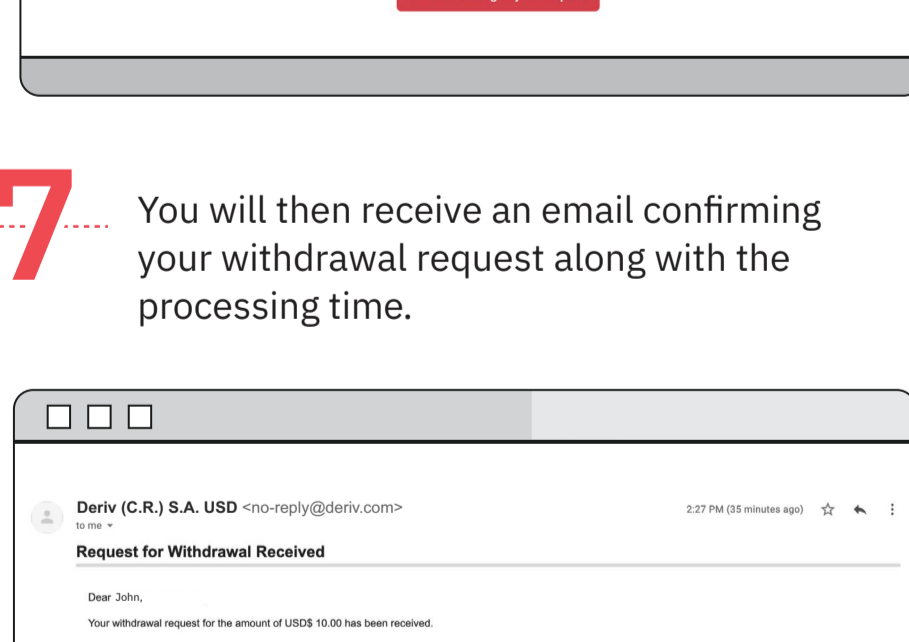 7
You will then receive an email confirming
your withdrawal request along with the
processing time.
Deriv (C.R.) S.A. USD <no-reply@deriv.com>
2:27 PM (35 minutes ago)
to me
Request for Withdrawal Received
Dear John,
Your withdrawal request for the amount of USD$ 10.00 has been received.